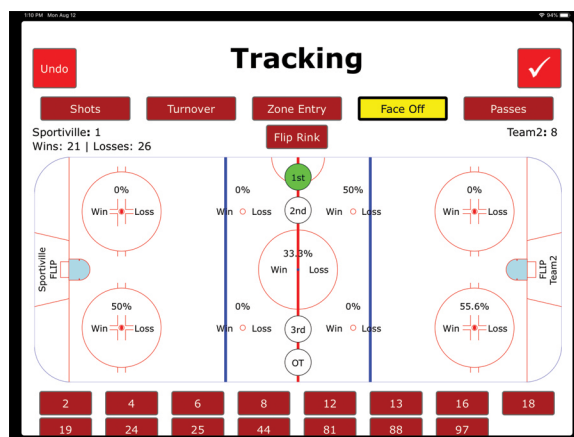 1:10 PM Mon Aug 12 94%
Undo Tracking
Shots Turnover Zone Entry Face Off Passes
Sportiville: 1 Flip Rink Team2: 8
Wins: 21 | Losses: 26
1st
0% 0% 50% 0%
Win Loss Win Loss 2nd Win Loss Win Loss
33.3%
Sportiville FLIP Win Loss FLIP Team2
50% 0% 0% 55.6%
Win Loss Win Loss 3rd Win Loss Win Loss
OT
2 4 6 8 12 13 16 18
19 24 25 44 81 88 97